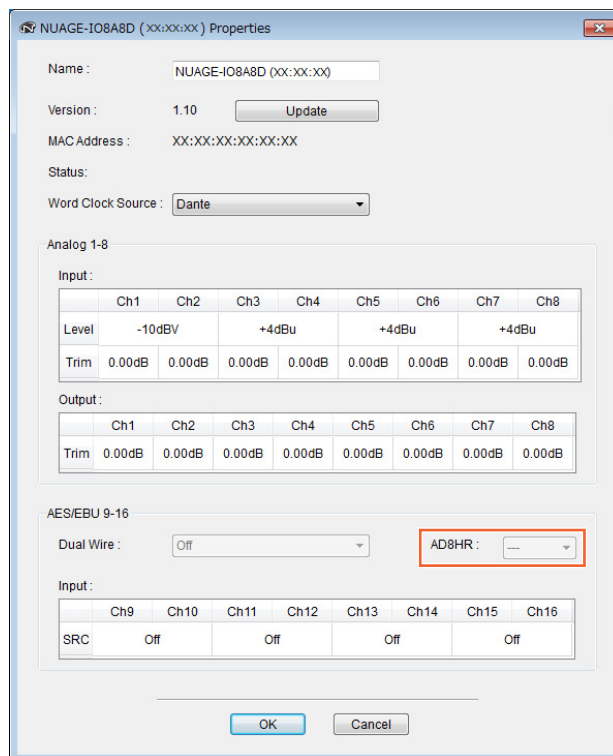 NUAGE-IO8A8D (XX:XX:XX) Properties
Name : NUAGE-IO8A8D (XX:XX:XX)
Version : 1.10 Update
MAC Address : XX:XX:XX:XX:XX:XX
Status:
Word Clock Source : Dante
Analog 1-8
Input :
Ch1 Ch2 Ch3 Ch4 Ch5 Ch6 Ch7 Ch8
Level -10dBV +4dBu +4dBu +4dBu
Trim 0.00dB 0.00dB 0.00dB 0.00dB 0.00dB 0.00dB 0.00dB 0.00dB
Output :
Ch1 Ch2 Ch3 Ch4 Ch5 Ch6 Ch7 Ch8
Trim 0.00dB 0.00dB 0.00dB 0.00dB 0.00dB 0.00dB 0.00dB 0.00dB
AES/EBU 9-16
Dual Wire : Off AD8HR : ---
Input :
Ch9 Ch10 Ch11 Ch12 Ch13 Ch14 Ch15 Ch16
SRC Off Off Off Off
OK Cancel